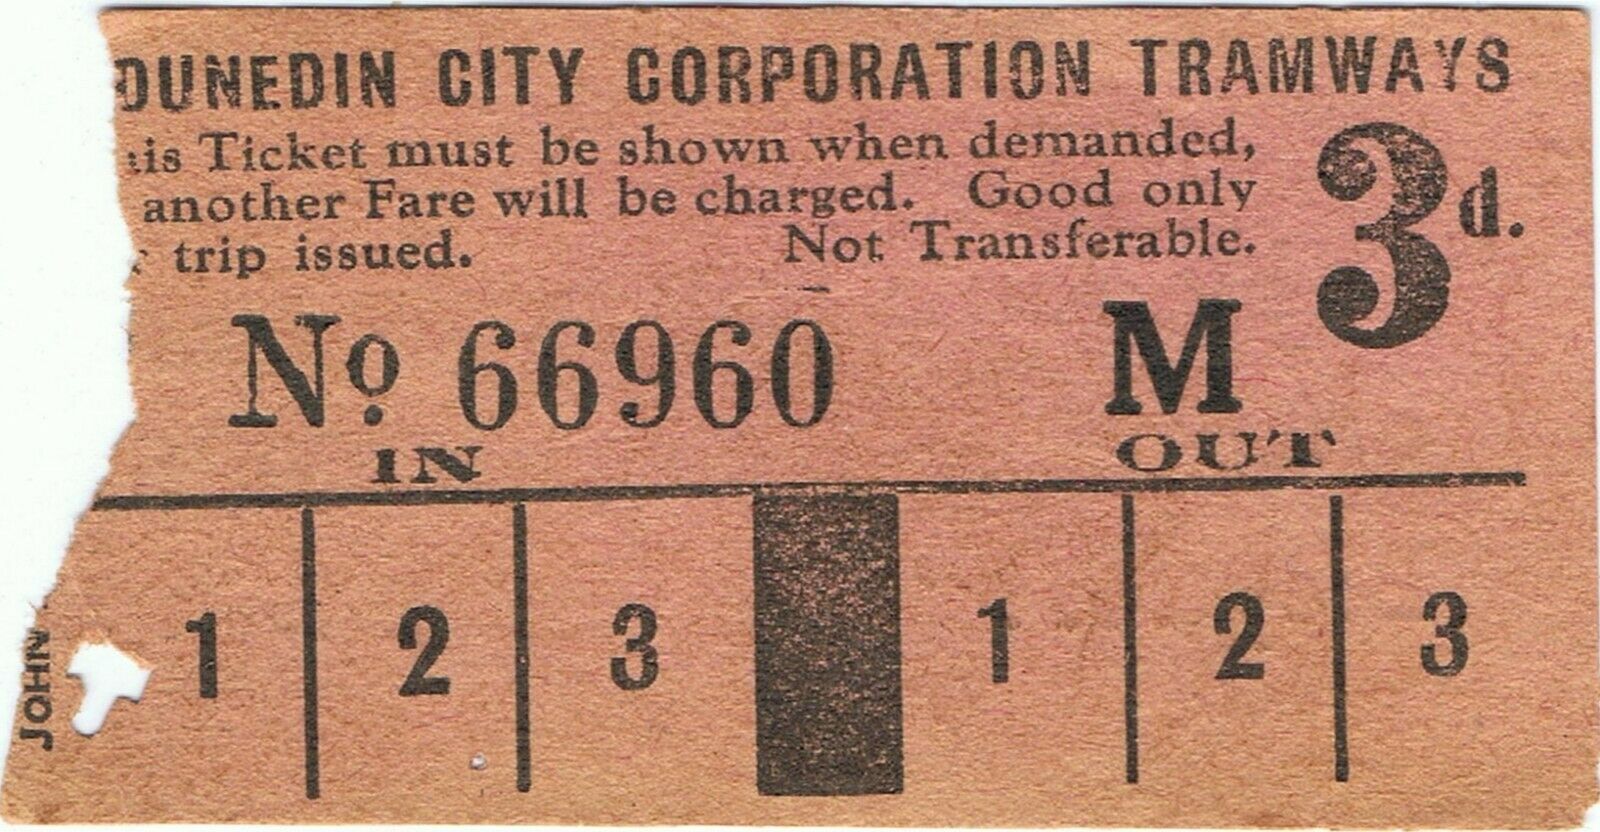 DUNEDIN CITY CORPORATION TRAMWAYS
Ticket must be shown when demanded,
another Fare will be charged. Good only
trip issued. Not Transferable.
3d.
No 66960 M
IN OUT
1 2 3 1 2 3
JOHN